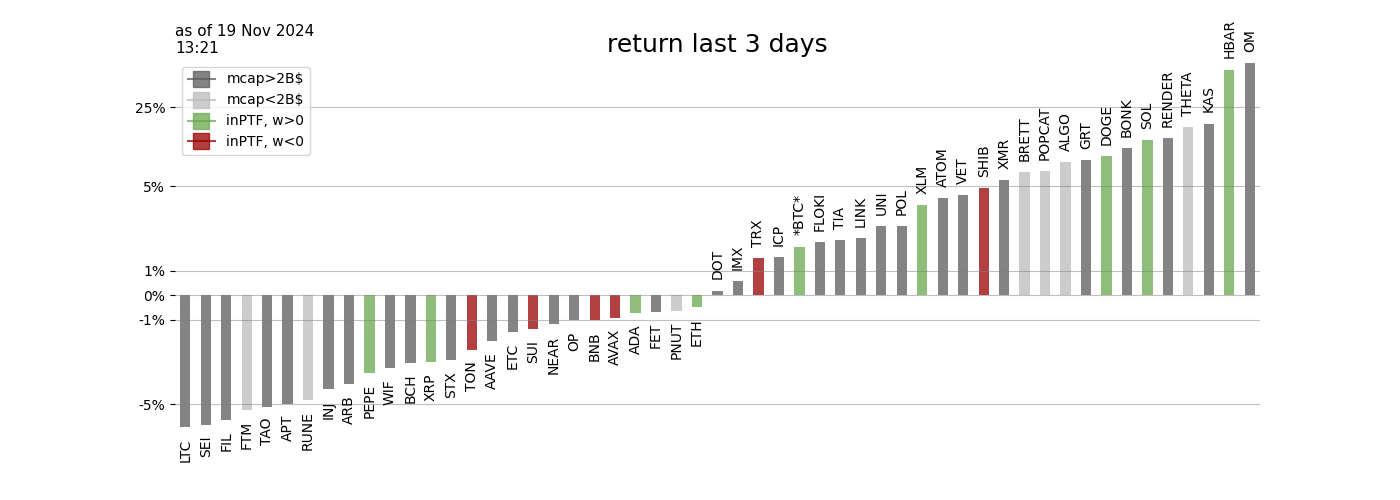 as of 19 Nov 2024
13:21
return last 3 days
mcap>2B$
mcap<2B$
inPTF, w>0
inPTF, w<0
25%
5%
1%
0%
-1%
-5%
LTC
SEI
FIL
FTM
TAO
APT
RUNE
INJ
ARB
PEPE
WIF
BCH
XRP
STX
TON
AAVE
ETC
SUI
NEAR
OP
BNB
AVAX
ADA
FET
PNUT
ETH
DOT
IMX
TRX
ICP
*BTC*
FLOKI
TIA
LINK
UNI
POL
XLM
ATOM
VET
SHIB
XMR
BRETT
POPCAT
ALGO
GRT
DOGE
BONK
SOL
RENDER
THETA
KAS
HBAR
OM